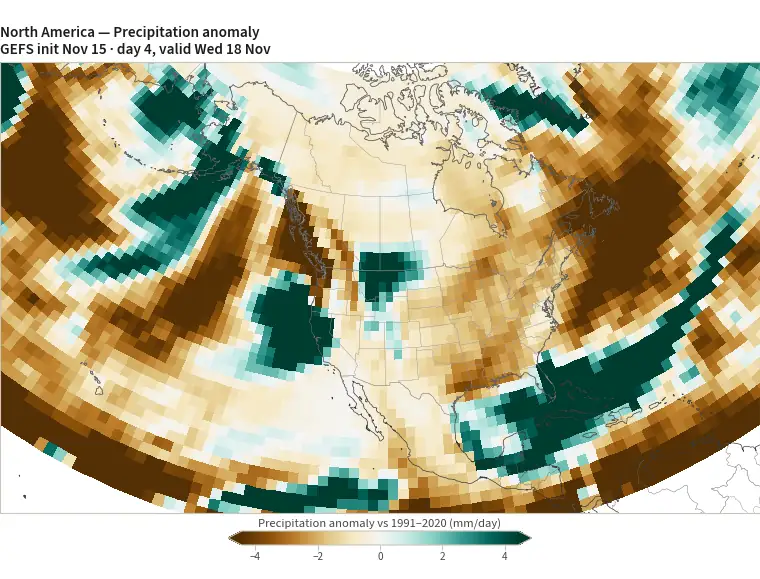 North America — Precipitation anomaly
GEFS init Nov 15 · day 4, valid Wed 18 Nov
Precipitation anomaly vs 1991–2020 (mm/day)
−4 −2 0 2 4